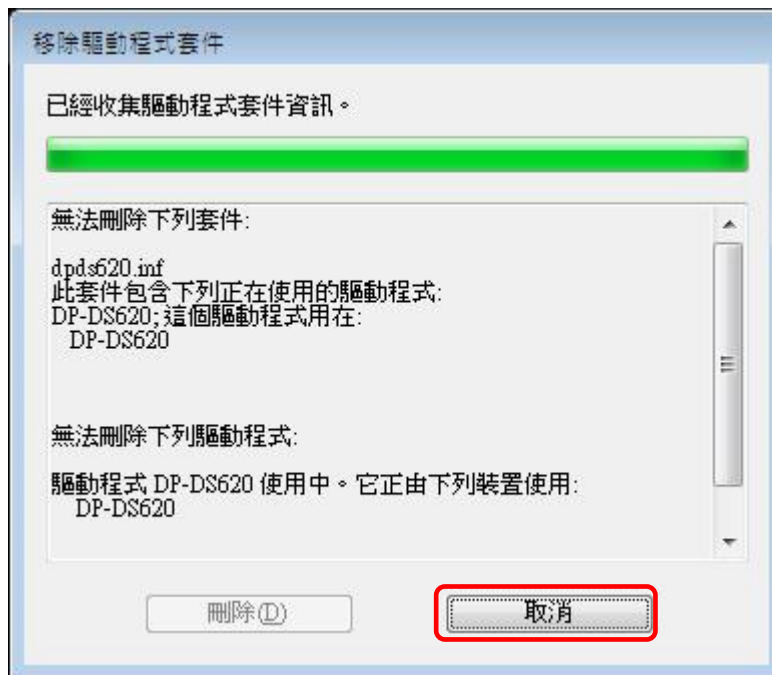 移除驅動程式套件
已經收集驅動程式套件資訊。
無法刪除下列套件:
dpds620.inf
此套件包含下列正在使用的驅動程式:
DP-DS620; 這個驅動程式用在:
DP-DS620
無法刪除下列驅動程式:
驅動程式 DP-DS620 使用中。它正由下列裝置使用:
DP-DS620
刪除(D)
取消